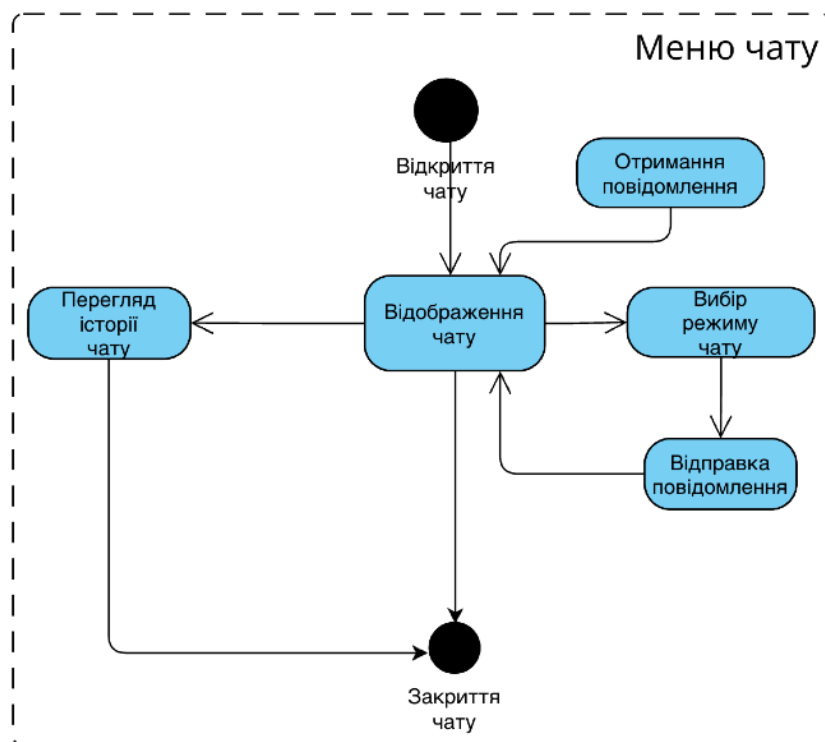 Меню чату
Відкриття
чату
Отримання
повідомлення
Перегляд
історії
чату
Відображення
чату
Вибір
режиму
чату
Відправка
повідомлення
Закриття
чату